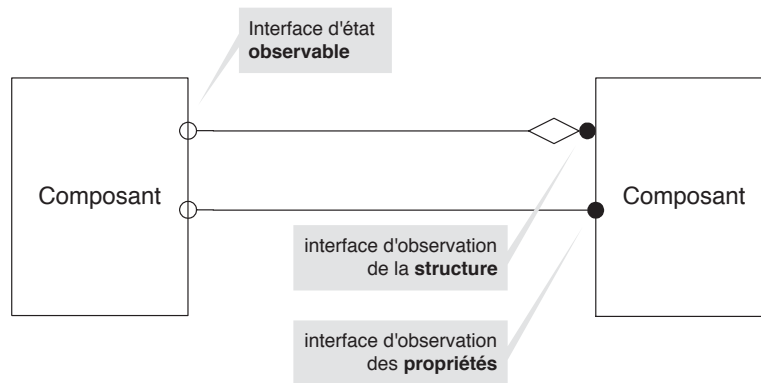 Interface d'état
observable
Composant
Composant
interface d'observation
de la structure
interface d'observation
des propriétés